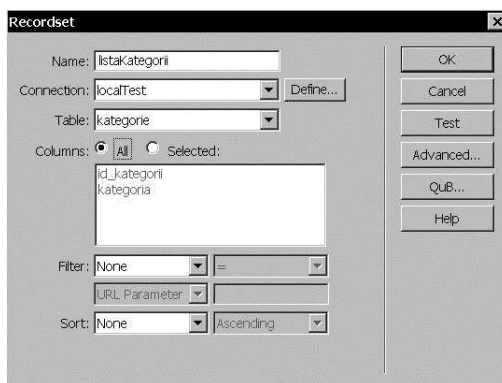 Recordset
Name: listaKategorii
Connection: localTest Define...
Table: kategorie
Columns: All Selected:
id_kategorii
kategoria
Filter: None =
URL Parameter
Sort: None Ascending
OK
Cancel
Test
Advanced...
QuB...
Help